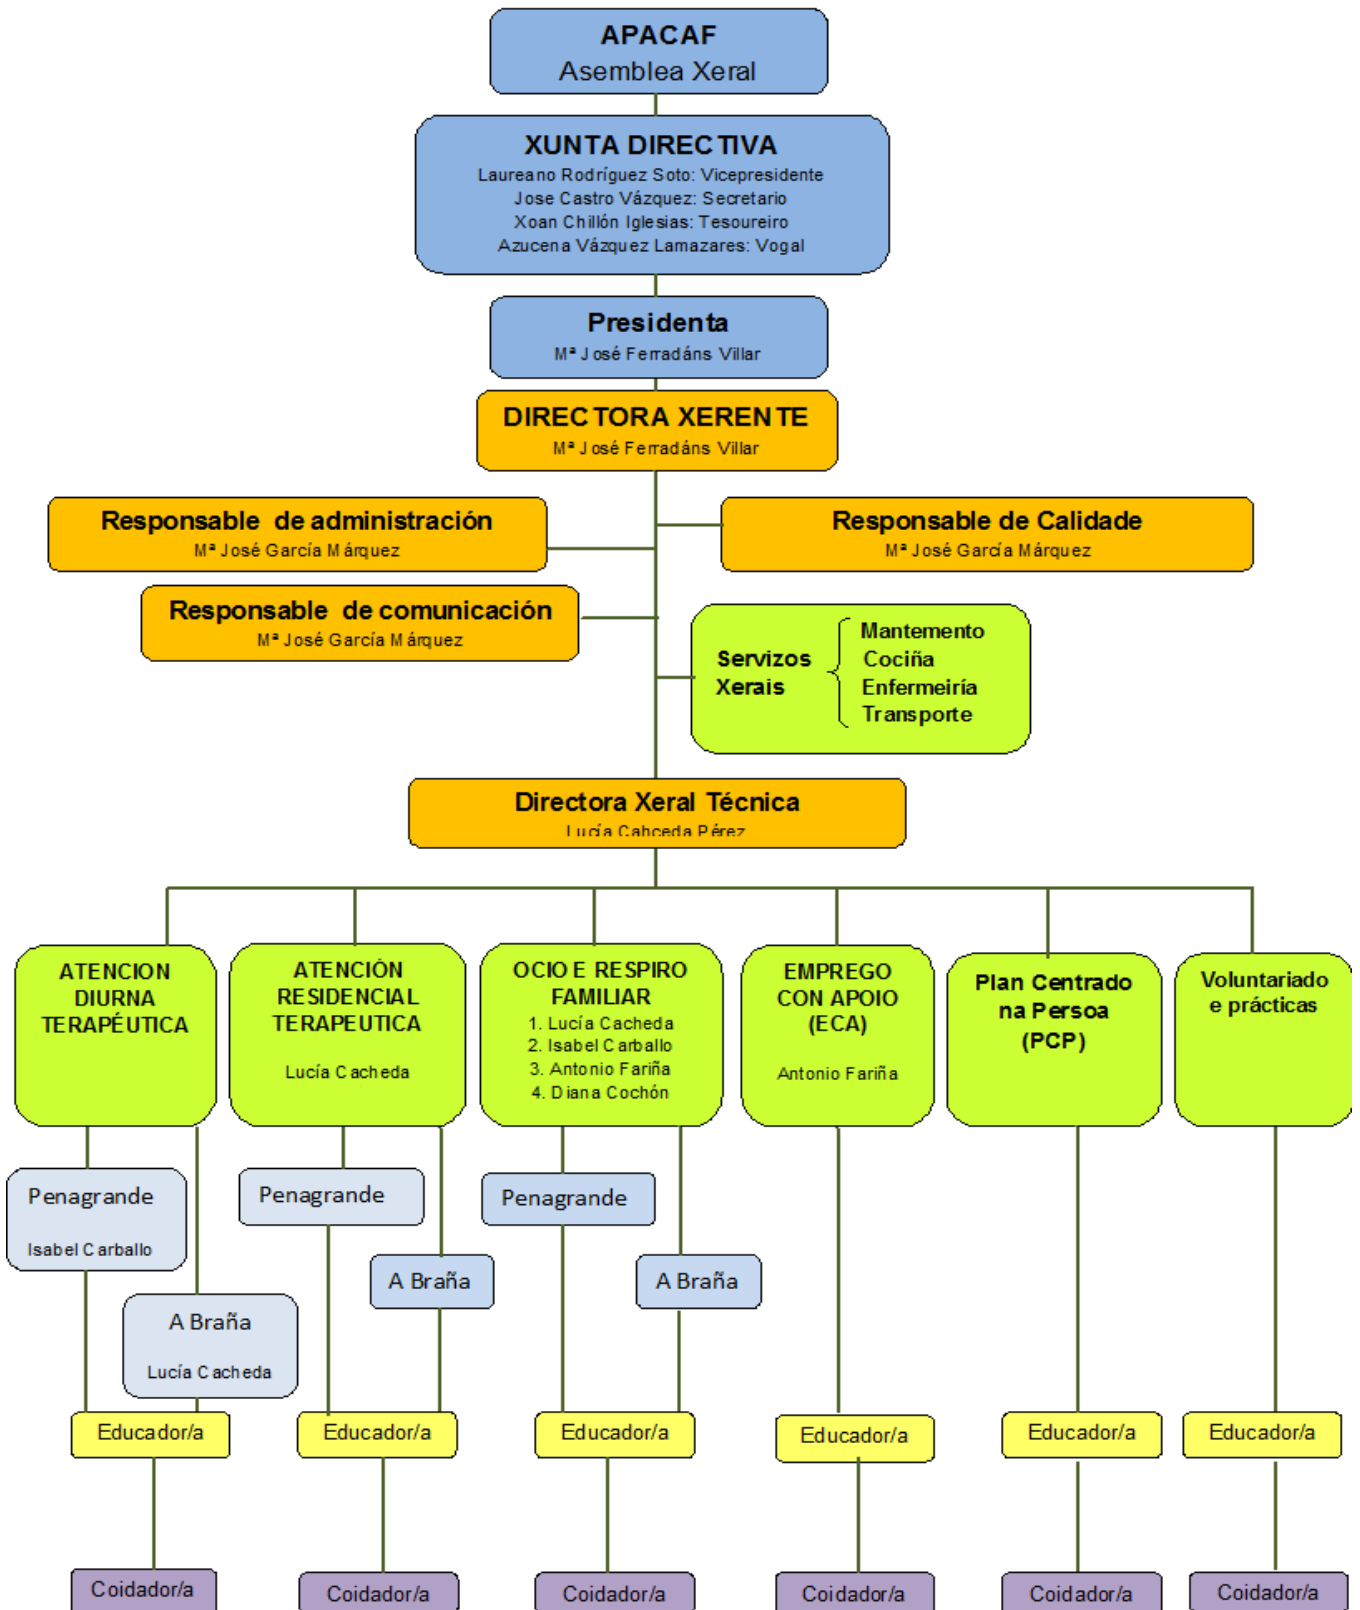 APACAF
Asemblea Xeral
XUNTA DIRECTIVA
Laureano Rodríguez Soto: Vicepresidente
Jose Castro Vázquez: Secretario
Xoan Chillón Iglesias: Tesoureiro
Azucena Vázquez Lamazares: Vogal
Presidenta
Mª José Ferradáns Villar
DIRECTORA XERENTE
Mª José Ferradáns Villar
Responsable de administración
Mª José García Márquez
Responsable de Calidade
Mª José García Márquez
Responsable de comunicación
Mª José García Márquez
Servizos
Xerais
Mantemento
Cociña
Enfermeiría
Transporte
Directora Xeral Técnica
Lucía Cahceda Pérez
ATENCION
DIURNA
TERAPÉUTICA
ATENCIÓN
RESIDENCIAL
TERAPEUTICA
Lucía Cacheda
OCIO E RESPIRO
FAMILIAR
1. Lucía Cacheda
2. Isabel Carballo
3. Antonio Fariña
4. Diana Cochón
EMPREGO
CON APOIO
(ECA)
Antonio Fariña
Plan Centrado
na Persoa
(PCP)
Voluntariado
e prácticas
Penagrande
Isabel Carballo
A Braña
Lucía Cacheda
Penagrande
A Braña
Penagrande
A Braña
Educador/a
Educador/a
Educador/a
Educador/a
Educador/a
Educador/a
Coidador/a
Coidador/a
Coidador/a
Coidador/a
Coidador/a
Coidador/a